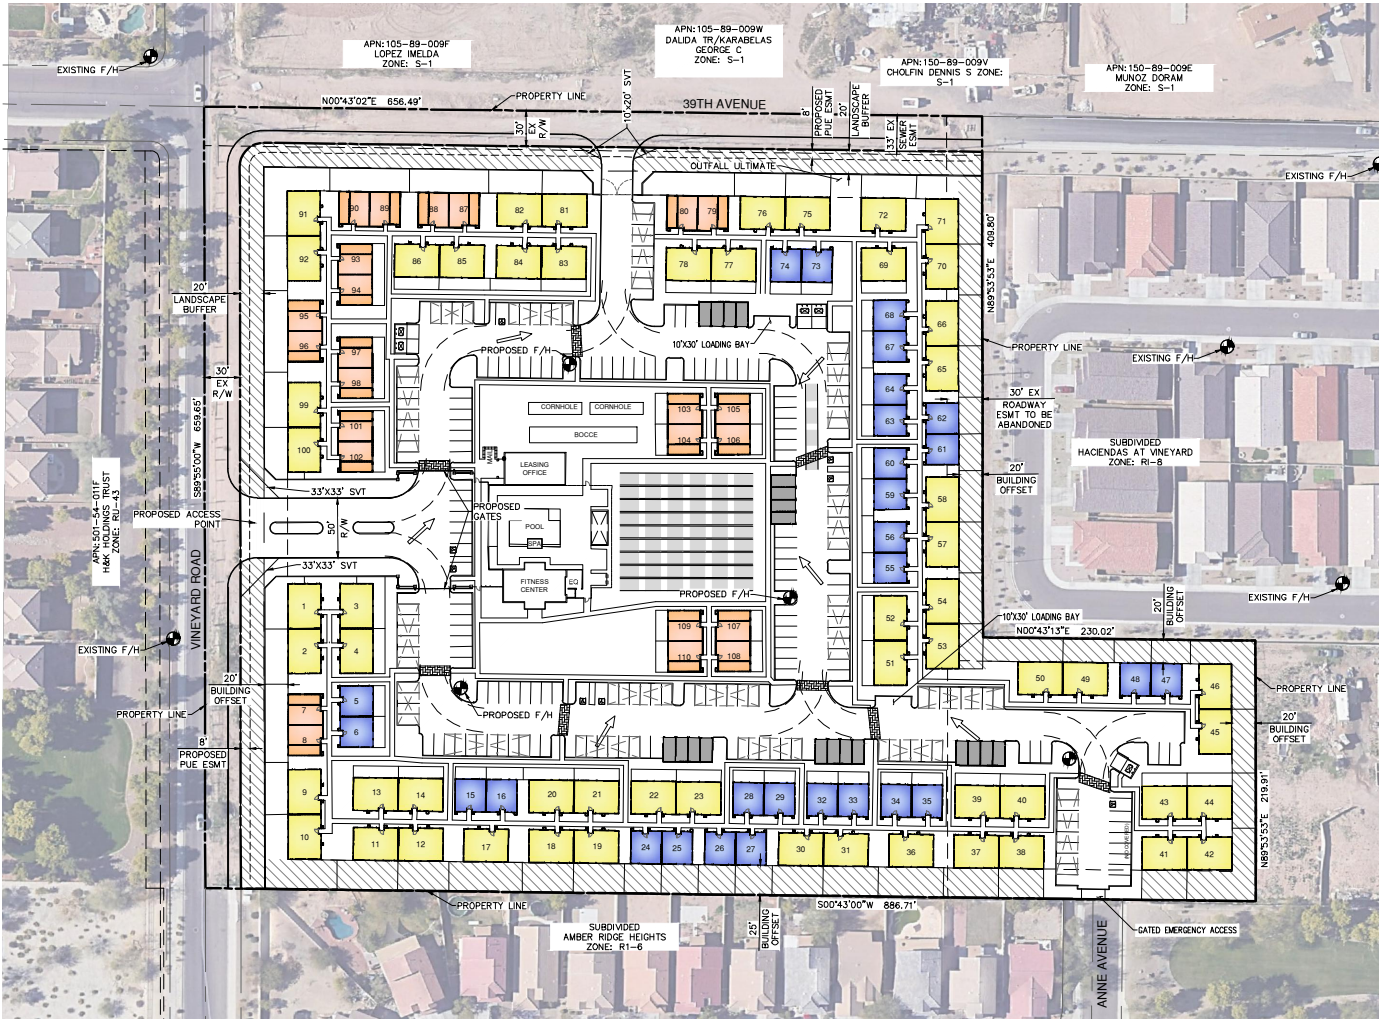 APN:105-89-009F
LOPEZ IMELDA
ZONE: S-1
APN:105-89-009W
DALIDA TR/KARABELAS
GEORGE C
ZONE: S-1
APN:150-89-009V
CHOLFIN DENNIS S ZONE:
S-1
APN:150-89-009E
MUNOZ DORAM
ZONE: S-1
EXISTING F/H
N00°43'02"E 656.49'
PROPERTY LINE
39TH AVENUE
30'
EX
R/W
10'x20' SVT
8'
PROPOSED
PUE ESMT
20'
LANDSCAPE
BUFFER
33' EX
SEWER
ESMT
OUTFALL ULTIMATE
EXISTING F/H
91
90
89
88
87
82
81
80
79
76
75
72
71
92
93
94
86
85
84
83
78
77
74
73
69
70
N89°53'53"E 409.80'
20'
LANDSCAPE
BUFFER
95
96
97
98
68
67
66
65
PROPOSED F/H
10'X30' LOADING BAY
PROPERTY LINE
EXISTING F/H
30'
EX
R/W
S89°55'00"W 659.65'
99
100
101
102
CORNHOLE
CORNHOLE
BOCCE
103
104
105
106
64
63
62
61
30' EX
ROADWAY
ESMT TO BE
ABANDONED
SUBDIVIDED
HACIENDAS AT VINEYARD
ZONE: RI-8
MAIL
LEASING
OFFICE
60
59
58
57
20'
BUILDING
OFFSET
APN:501-54-011F
H&K HOLDINGS TRUST
ZONE: RU-43
33'X33' SVT
PROPOSED ACCESS
POINT
50'
R/W
PROPOSED
GATES
POOL
SPA
FITNESS
CENTER
EQ
56
55
33'X33' SVT
VINEYARD ROAD
PROPOSED F/H
EXISTING F/H
1
2
3
4
109
110
107
108
52
51
54
53
10'X30' LOADING BAY
N00°43'13"E 230.02'
20'
BUILDING
OFFSET
EXISTING F/H
20'
BUILDING
OFFSET
PROPERTY LINE
5
6
7
8
PROPOSED F/H
50
49
48
47
46
45
PROPERTY LINE
20'
BUILDING
OFFSET
8'
PROPOSED
PUE ESMT
9
10
13
14
15
16
20
21
22
23
28
29
32
33
34
35
39
40
43
44
N89°53'53"E 219.91'
11
12
17
18
19
24
25
26
27
30
31
36
37
38
41
42
PROPERTY LINE
S00°43'00"W 886.71'
25'
BUILDING
OFFSET
SUBDIVIDED
AMBER RIDGE HEIGHTS
ZONE: R1-6
ANNE AVENUE
GATED EMERGENCY ACCESS